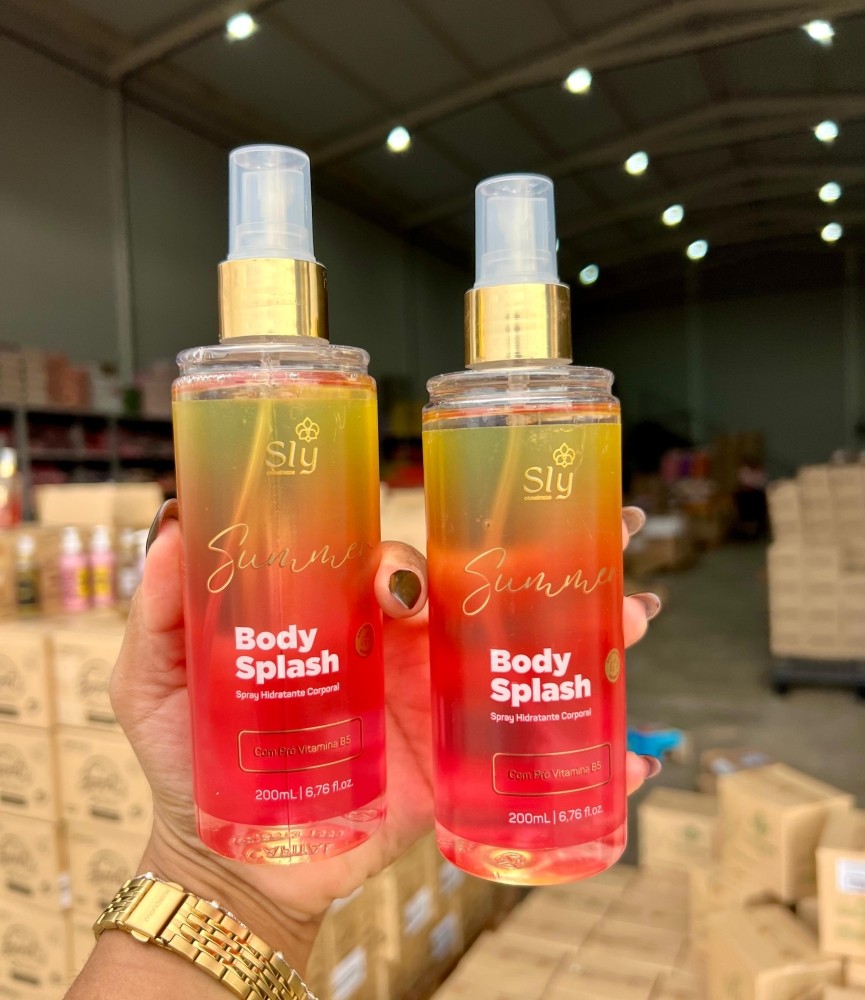 Sly
Summer
Body
Splash
Spray Hidratante Corporal
Com Pró Vitamina B5
200mL | 6,76 fl.oz.
Sly
Summer
Body
Splash
Spray Hidratante Corporal
Com Pró Vitamina B5
200mL | 6,76 fl.oz.